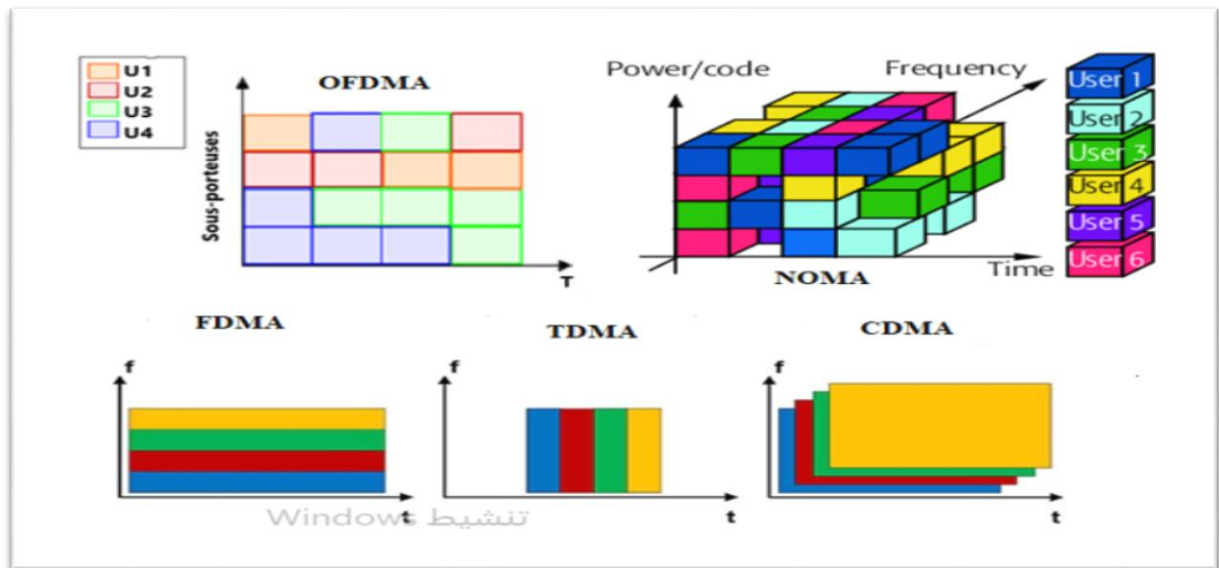 U1
U2
U3
U4
OFDMA
Sous-porteuses
T
Power/code
Frequency
Time
NOMA
User 1
User 2
User 3
User 4
User 5
User 6
FDMA
f
t
TDMA
f
t
CDMA
f
t
تنشيط Windows